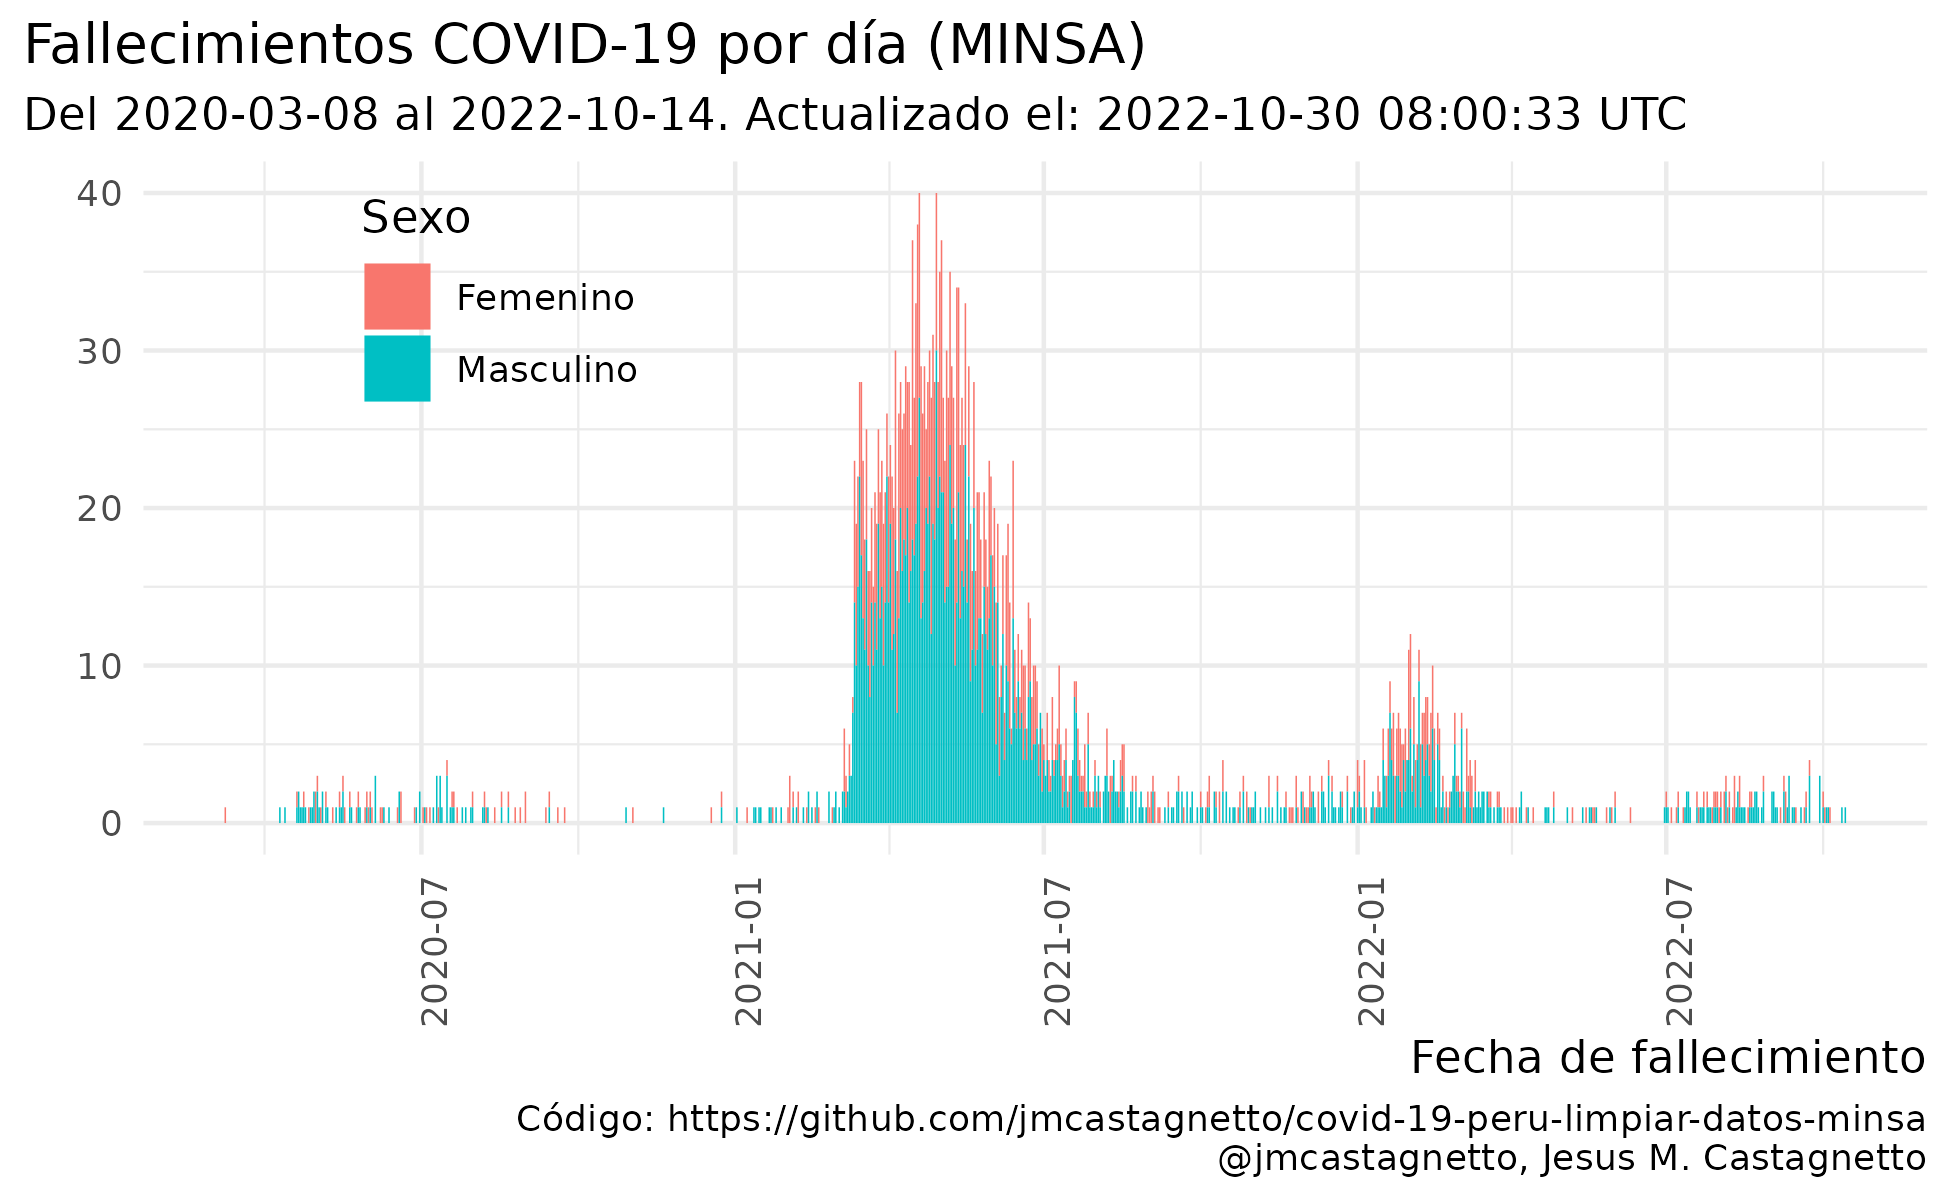 Fallecimientos COVID-19 por día (MINSA)
Del 2020-03-08 al 2022-10-14. Actualizado el: 2022-10-30 08:00:33 UTC
40
30
20
10
0
Sexo
Femenino
Masculino
2020-07
2021-01
2021-07
2022-01
2022-07
Fecha de fallecimiento
Código: https://github.com/jmcastagnetto/covid-19-peru-limpiar-datos-minsa
@jmcastagnetto, Jesus M. Castagnetto